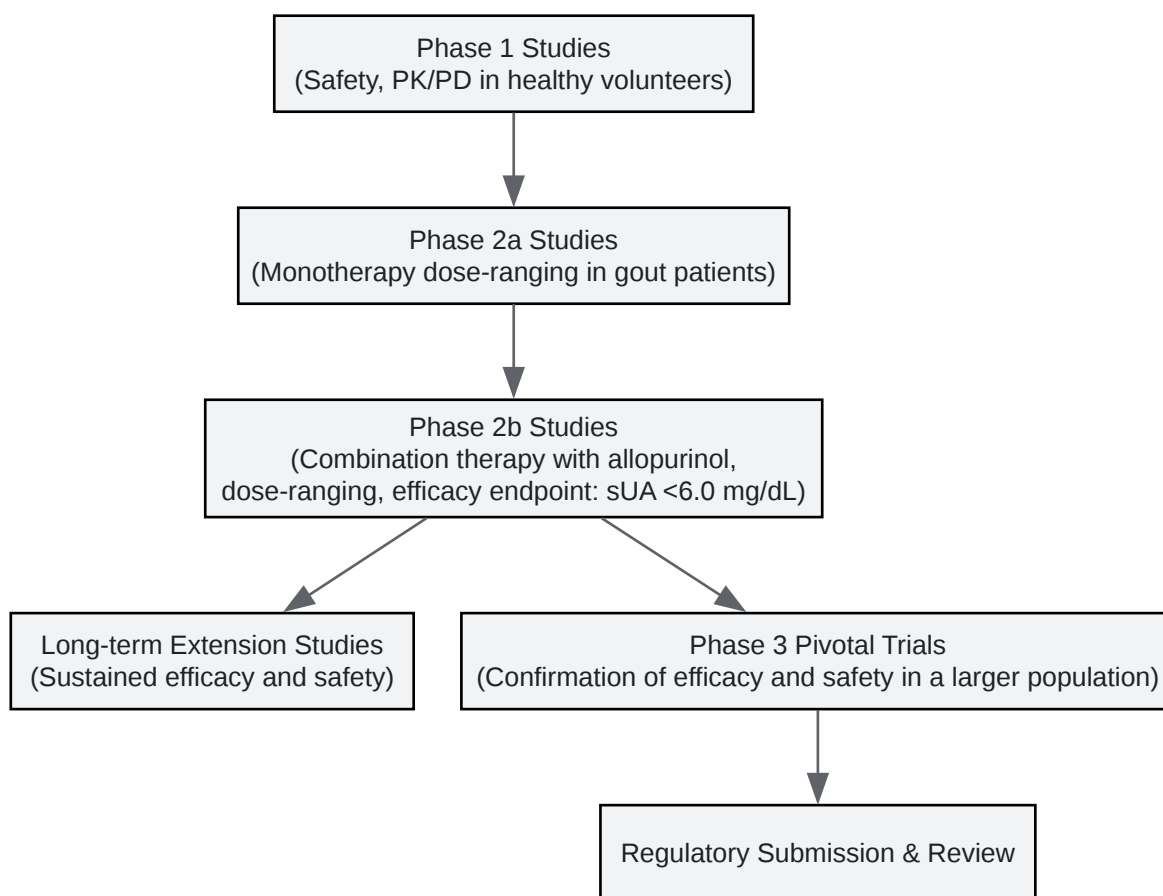 Phase 1 Studies
(Safety, PK/PD in healthy volunteers)
Phase 2a Studies
(Monotherapy dose-ranging in gout patients)
Phase 2b Studies
(Combination therapy with allopurinol,
dose-ranging, efficacy endpoint: sUA <6.0 mg/dL)
Long-term Extension Studies
(Sustained efficacy and safety)
Phase 3 Pivotal Trials
(Confirmation of efficacy and safety in a larger population)
Regulatory Submission & Review